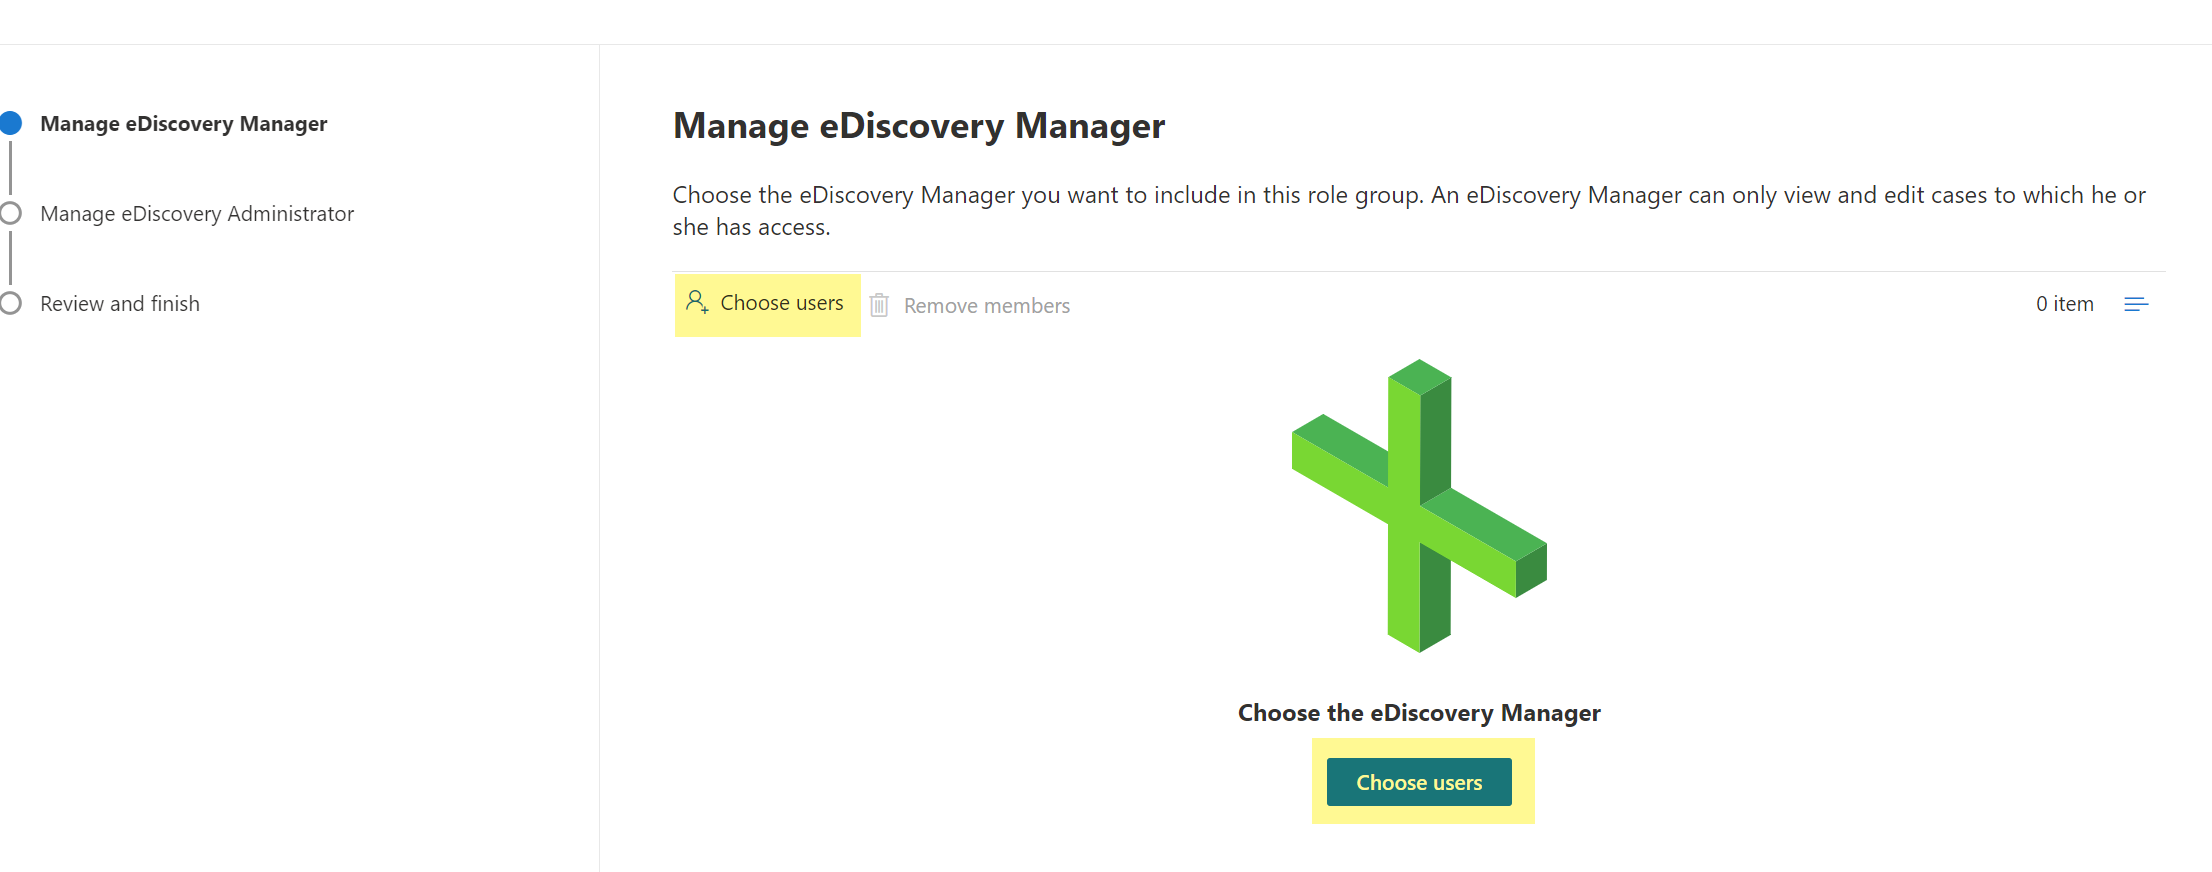 Manage eDiscovery Manager
Manage eDiscovery Administrator
Review and finish
Manage eDiscovery Manager
Choose the eDiscovery Manager you want to include in this role group. An eDiscovery Manager can only view and edit cases to which he or
she has access.
Choose users Remove members 0 item
Choose the eDiscovery Manager
Choose users